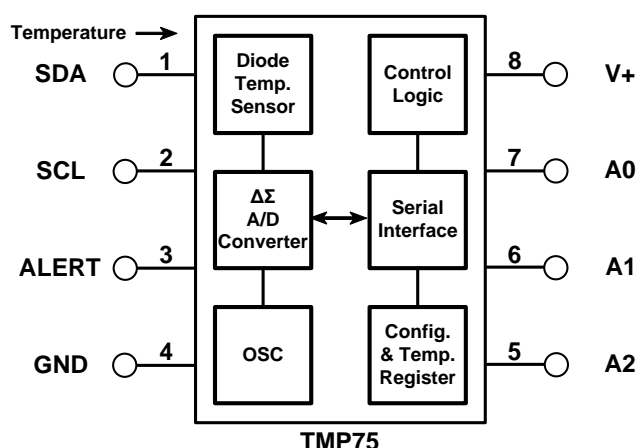 Temperature
SDA
1
SCL
2
ALERT
3
GND
4
Diode
Temp.
Sensor
ΔΣ
A/D
Converter
OSC
Control
Logic
Serial
Interface
Config.
& Temp.
Register
8
V+
7
A0
6
A1
5
A2
TMP75